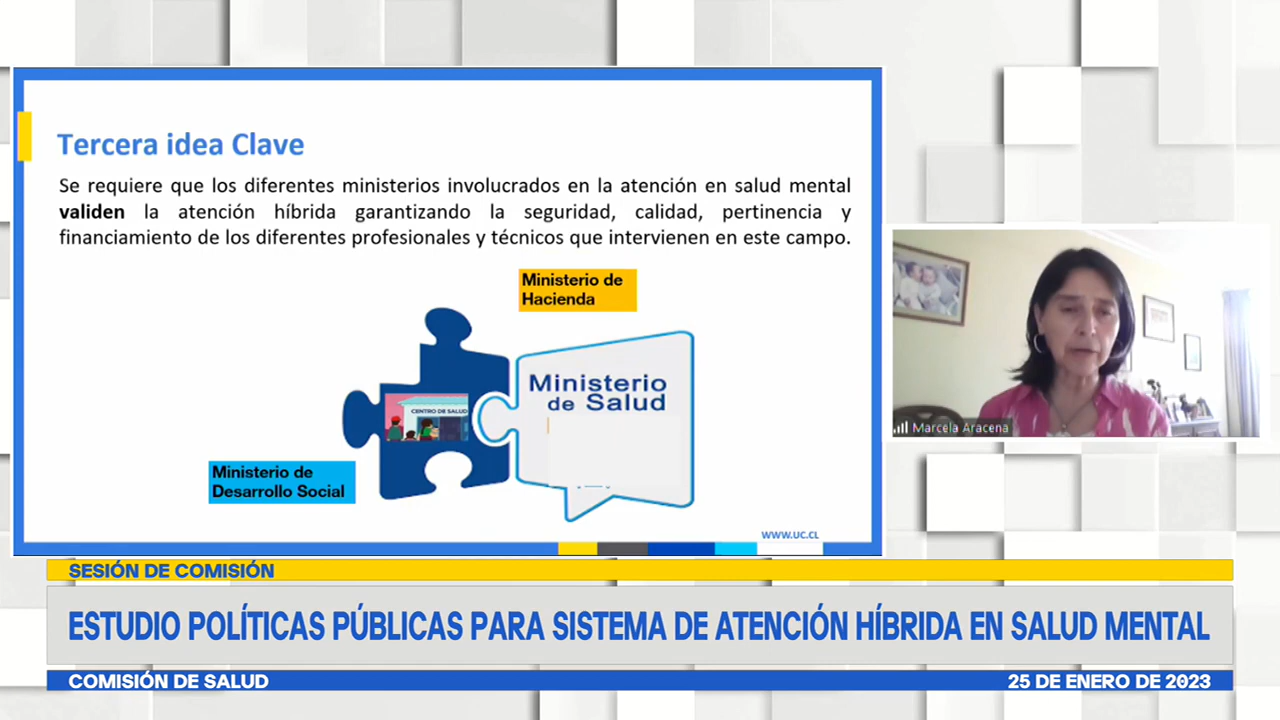 Tercera idea Clave
Se requiere que los diferentes ministerios involucrados en la atención en salud mental
validen la atención híbrida garantizando la seguridad, calidad, pertinencia y
financiamiento de los diferentes profesionales y técnicos que intervienen en este campo.
Ministerio de
Hacienda
Ministerio
de Salud
CENTRO DE SALUD
Ministerio de
Desarrollo Social
WWW.UC.CL
Marcela Aracena
SESIÓN DE COMISIÓN
ESTUDIO POLÍTICAS PÚBLICAS PARA SISTEMA DE ATENCIÓN HÍBRIDA EN SALUD MENTAL
COMISIÓN DE SALUD
25 DE ENERO DE 2023